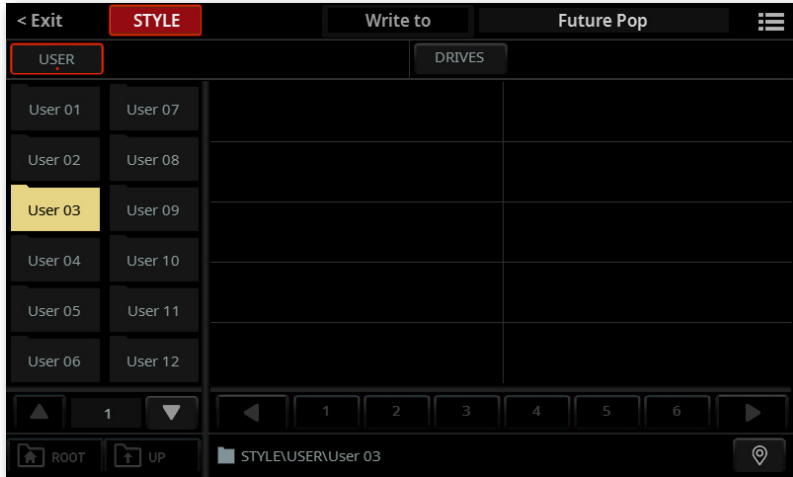 < Exit STYLE Write to Future Pop
USER DRIVES
User 01 User 07
User 02 User 08
User 03 User 09
User 04 User 10
User 05 User 11
User 06 User 12
1 1 2 3 4 5 6
ROOT UP STYLE\USER\User 03